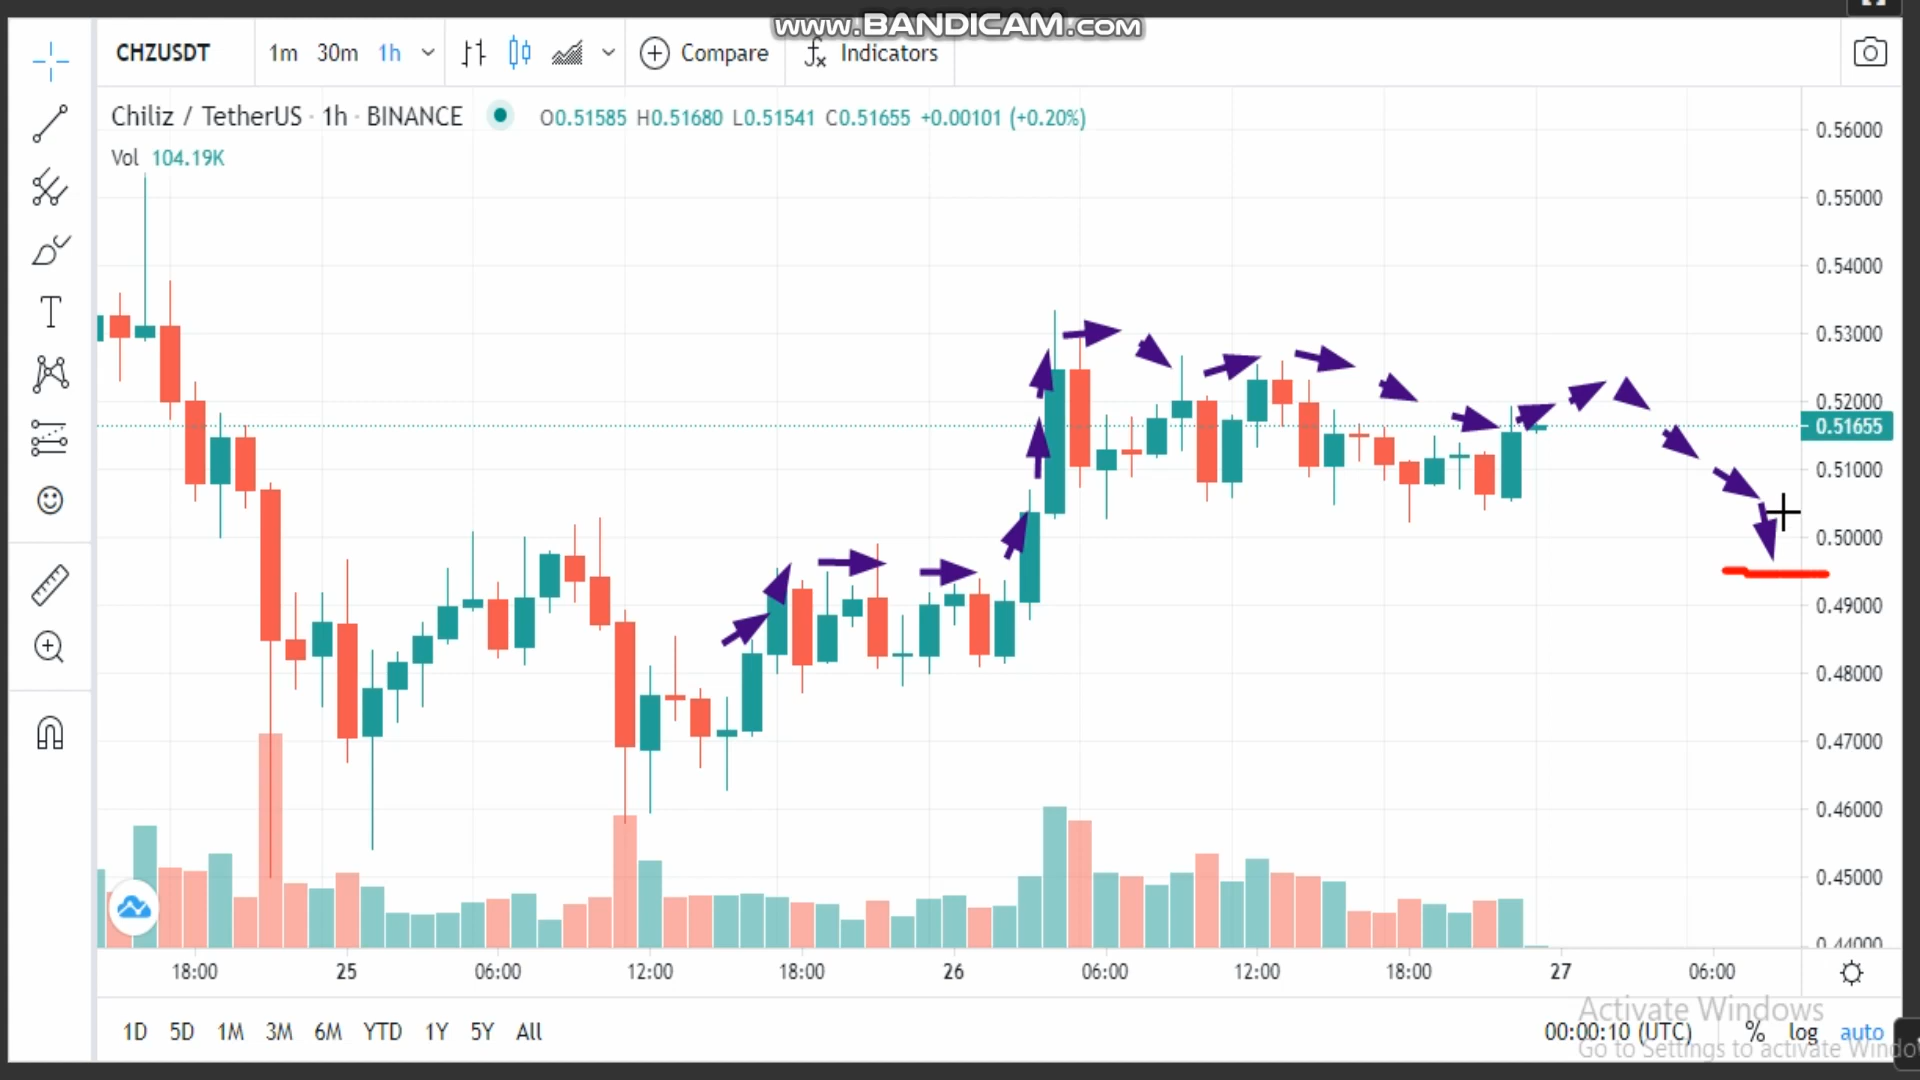 www.BANDICAM.com
CHZUSDT 1m 30m 1h Compare fx Indicators
Chiliz / TetherUS · 1h · BINANCE O0.51585 H0.51680 L0.51541 C0.51655 +0.00101 (+0.20%)
Vol 104.19K
0.56000
0.55000
0.54000
0.53000
0.52000
0.51655
0.51000
0.50000
0.49000
0.48000
0.47000
0.46000
0.45000
0.44000
18:00 25 06:00 12:00 18:00 26 06:00 12:00 18:00 27 06:00
Activate Windows
1D 5D 1M 3M 6M YTD 1Y 5Y All 00:00:10 (UTC) % log auto
Go to Settings to activate Windo